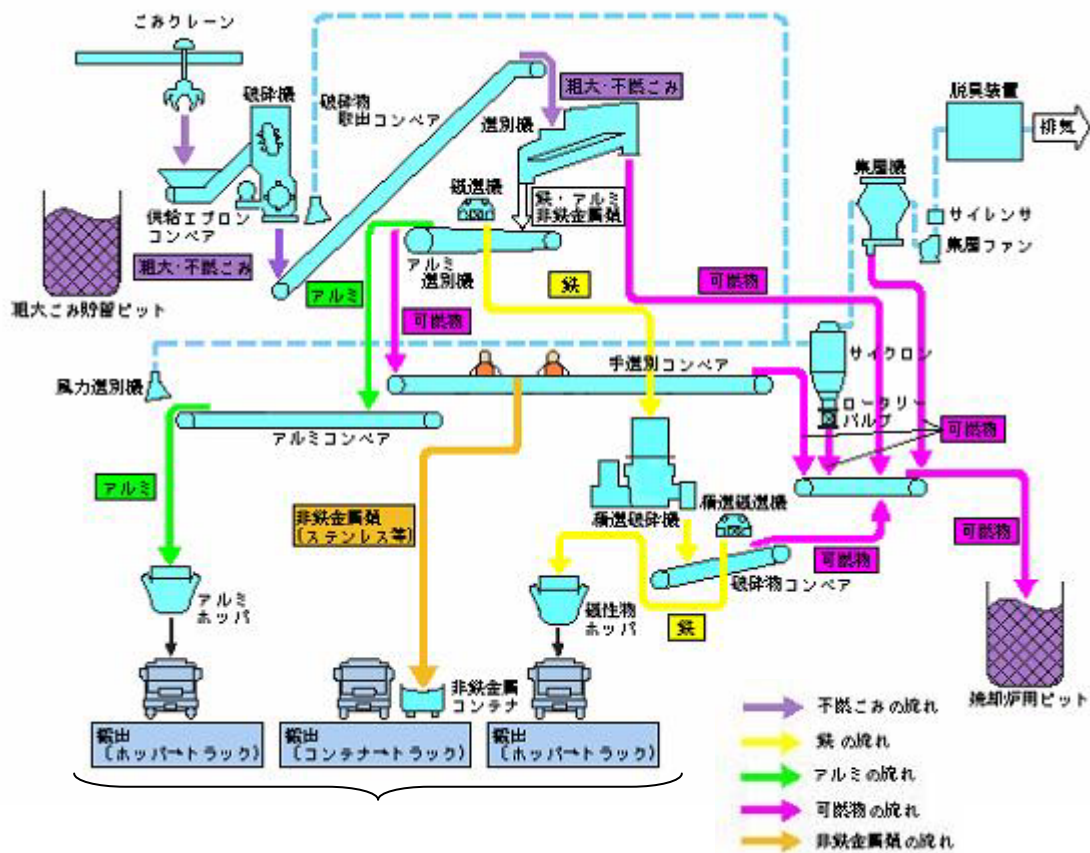 ごみクレーン
破砕機
破砕物
取出コンベア
選別機
粗大・不燃ごみ
脱臭装置
排気
集塵機
サイレンサ
集塵ファン
供給エプロン
コンベア
粗大・不燃ごみ
粗大ごみ貯留ピット
磁選機
鉄・アルミ
非鉄金属類
アルミ
選別機
アルミ
可燃物
鉄
可燃物
手選別コンベア
サイクロン
ロータリー
バルブ
風力選別機
アルミコンベア
可燃物
アルミ
非鉄金属類
(ステンレス等)
精選破砕機
精選磁選機
可燃物
可燃物
破砕物コンベア
アルミ
ホッパ
磁性物
ホッパ
鉄
非鉄金属
コンテナ
焼却炉用ピット
搬出
(ホッパ→トラック)
搬出
(コンテナ→トラック)
搬出
(ホッパ→トラック)
不燃ごみの流れ
鉄の流れ
アルミの流れ
可燃物の流れ
非鉄金属類の流れ